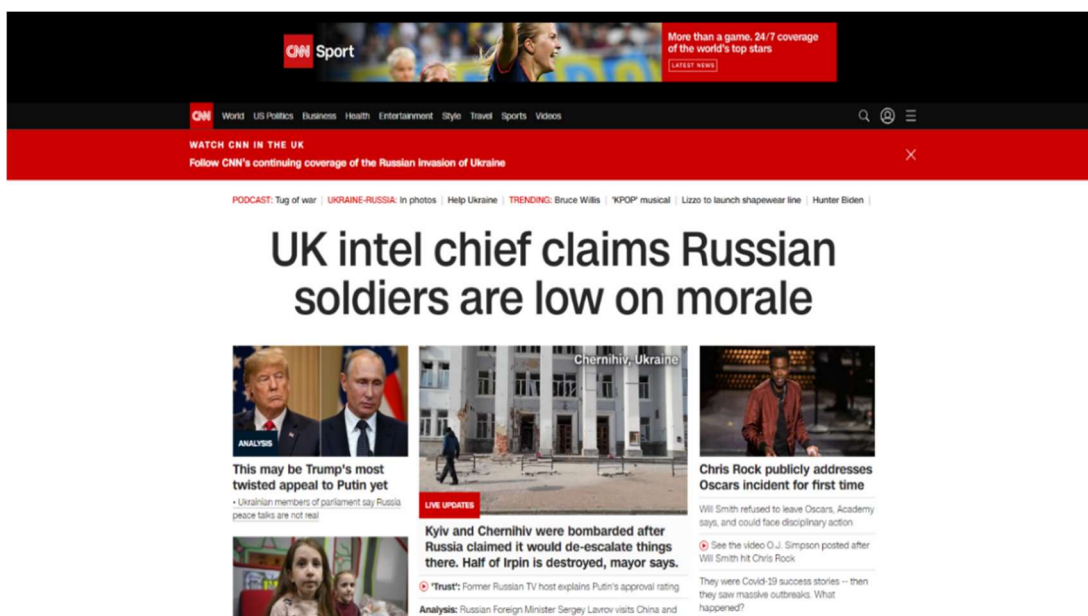 CNN Sport
More than a game. 24/7 coverage
of the world's top stars
LATEST NEWS
CNN World US Politics Business Health Entertainment Style Travel Sports Videos
WATCH CNN IN THE UK
Follow CNN's continuing coverage of the Russian invasion of Ukraine
PODCAST: Tug of war | UKRAINE-RUSSIA: In photos | Help Ukraine | TRENDING: Bruce Willis | 'KPOP' musical | Lizzo to launch shapewear line | Hunter Biden |
UK intel chief claims Russian
soldiers are low on morale
ANALYSIS
This may be Trump's most
twisted appeal to Putin yet
• Ukrainian members of parliament say Russia
peace talks are not real
Chernihiv, Ukraine
LIVE UPDATES
Kyiv and Chernihiv were bombarded after
Russia claimed it would de-escalate things
there. Half of Irpin is destroyed, mayor says.
'Trust': Former Russian TV host explains Putin's approval rating
Analysis: Russian Foreign Minister Sergey Lavrov visits China and
Chris Rock publicly addresses
Oscars incident for first time
Will Smith refused to leave Oscars, Academy
says, and could face disciplinary action
See the video O.J. Simpson posted after
Will Smith hit Chris Rock
They were Covid-19 success stories -- then
they saw massive outbreaks. What
happened?